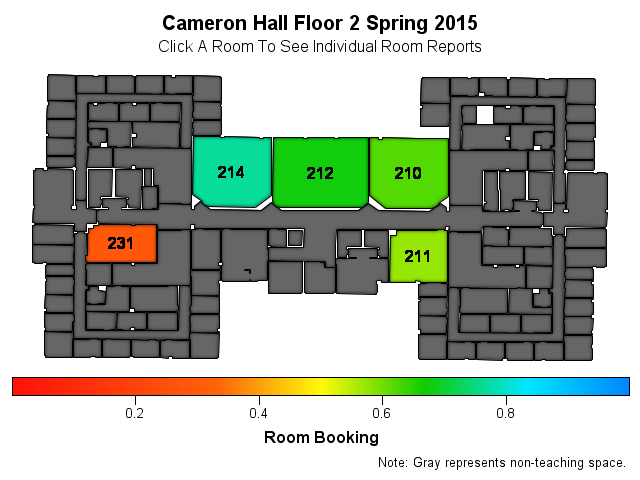 Cameron Hall Floor 2 Spring 2015
Click A Room To See Individual Room Reports
214
212
210
231
211
0.2
0.4
0.6
0.8
Room Booking
Note: Gray represents non-teaching space.